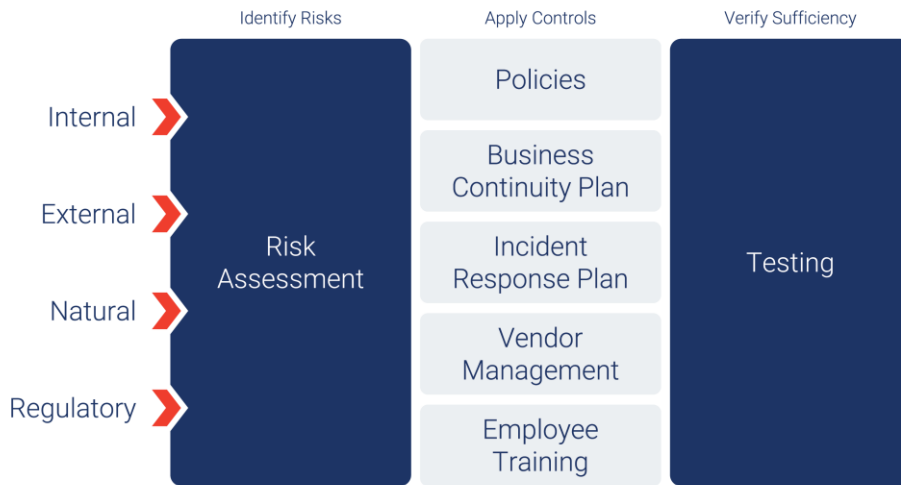 Identify Risks
Apply Controls
Verify Sufficiency
Internal
External
Natural
Regulatory
Risk
Assessment
Policies
Business
Continuity Plan
Incident
Response Plan
Vendor
Management
Employee
Training
Testing